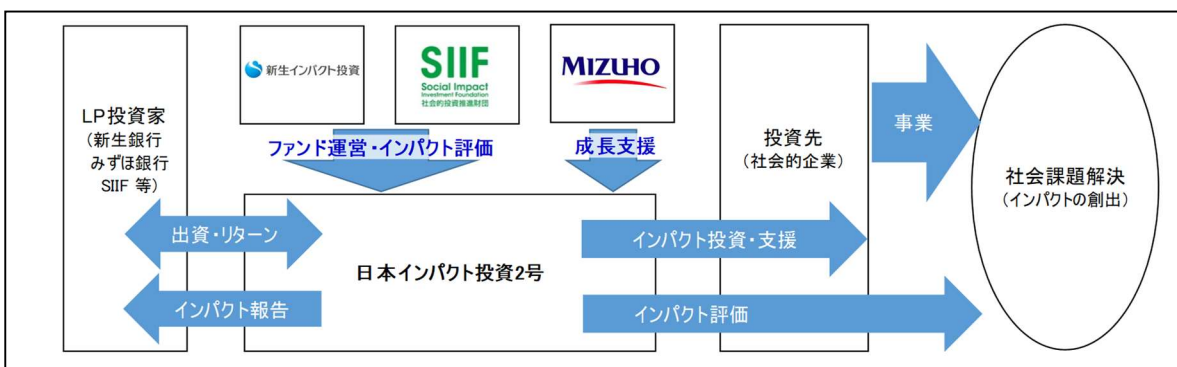 LP投資家
(新生銀行
みずほ銀行
SIIF 等)
新生インパクト投資
SIIF
Social Impact
Investment Foundation
社会的投資推進財団
MIZUHO
ファンド運営・インパクト評価
成長支援
投資先
(社会的企業)
事業
社会課題解決
(インパクトの創出)
出資・リターン
インパクト報告
日本インパクト投資2号
インパクト投資・支援
インパクト評価